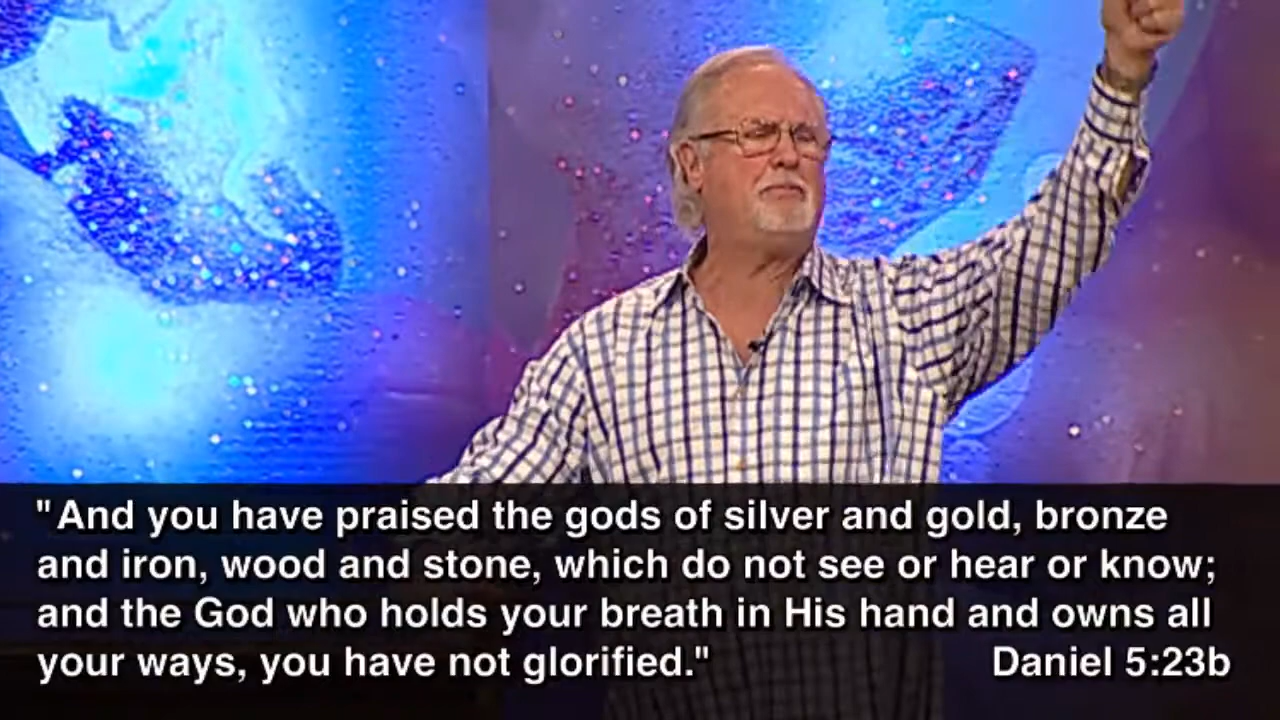 "And you have praised the gods of silver and gold, bronze
and iron, wood and stone, which do not see or hear or know;
and the God who holds your breath in His hand and owns all
your ways, you have not glorified." Daniel 5:23b